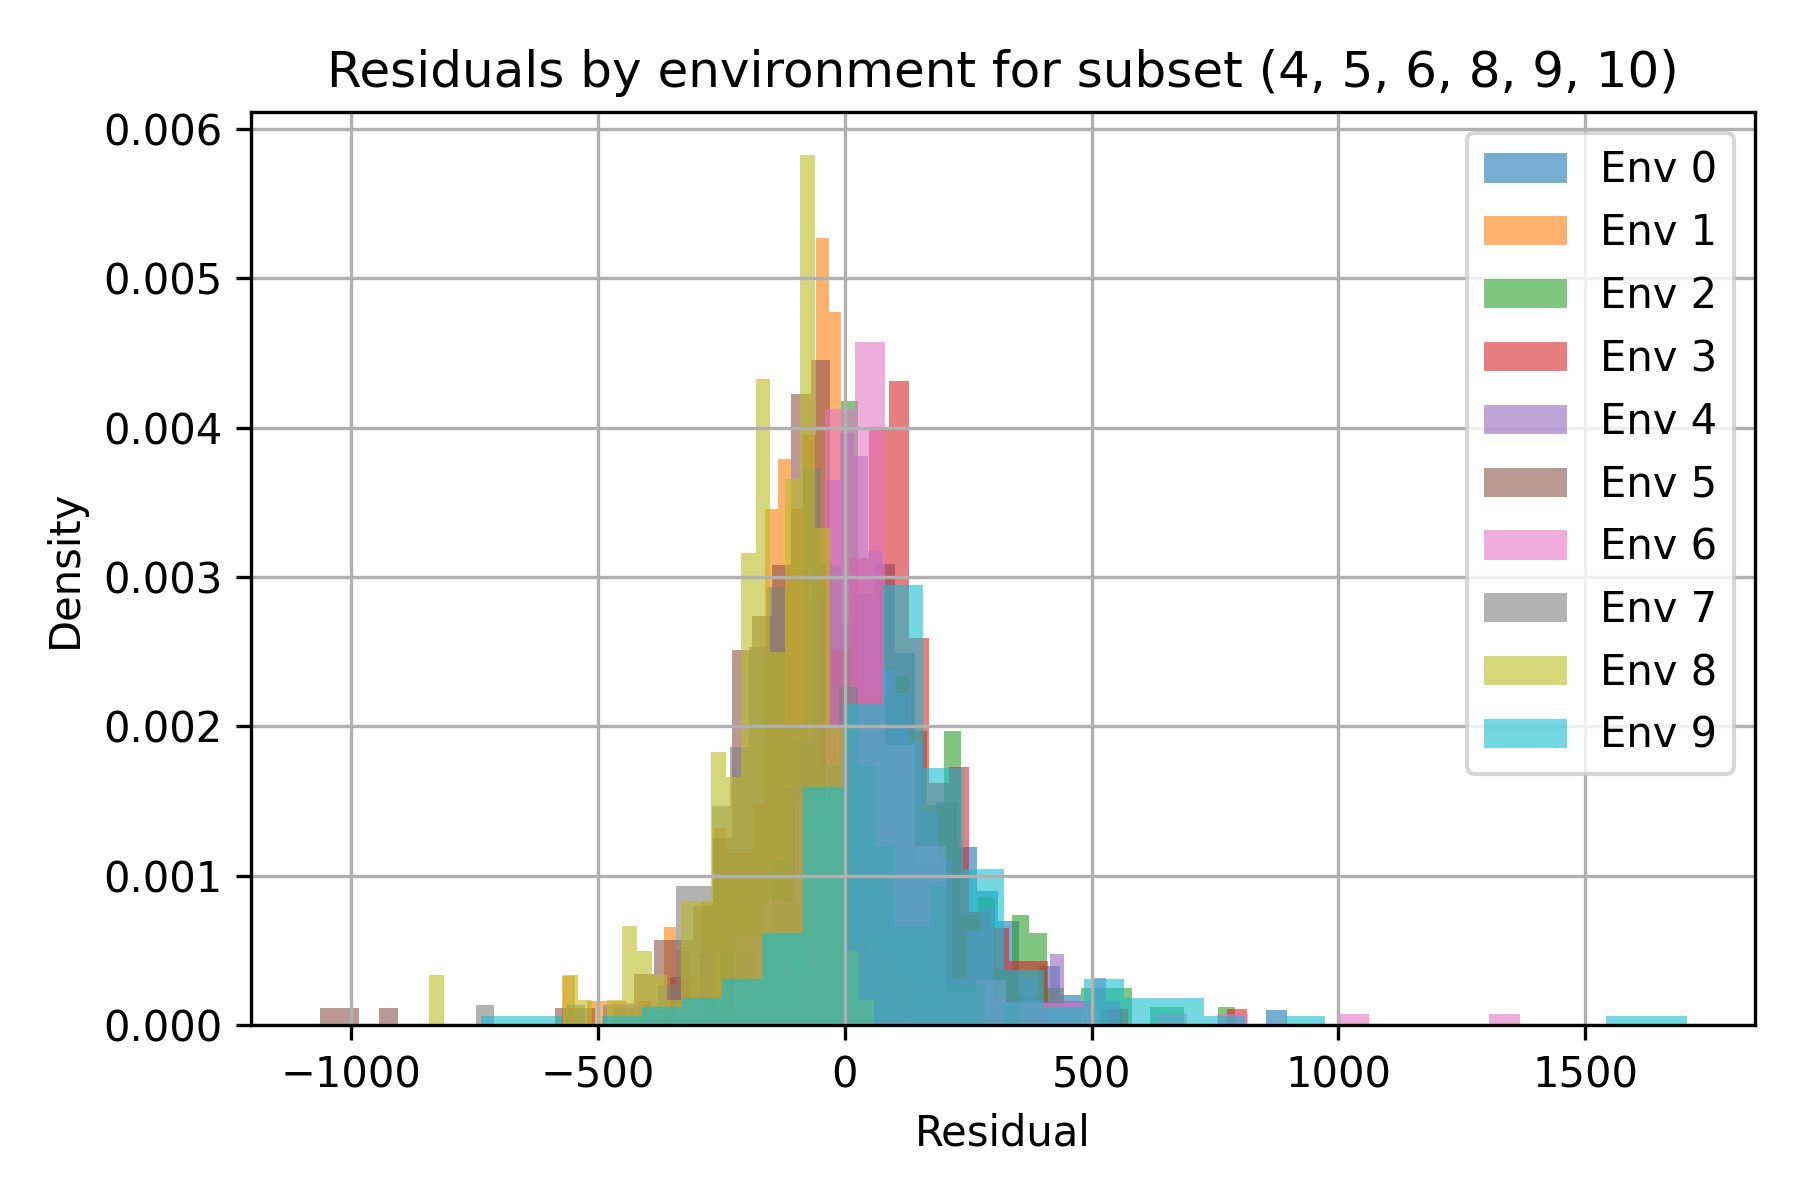 Residuals by environment for subset (4, 5, 6, 8, 9, 10)
0.006
0.005
0.004
0.003
0.002
0.001
0.000
Density
Env 0
Env 1
Env 2
Env 3
Env 4
Env 5
Env 6
Env 7
Env 8
Env 9
−1000 −500 0 500 1000 1500
Residual